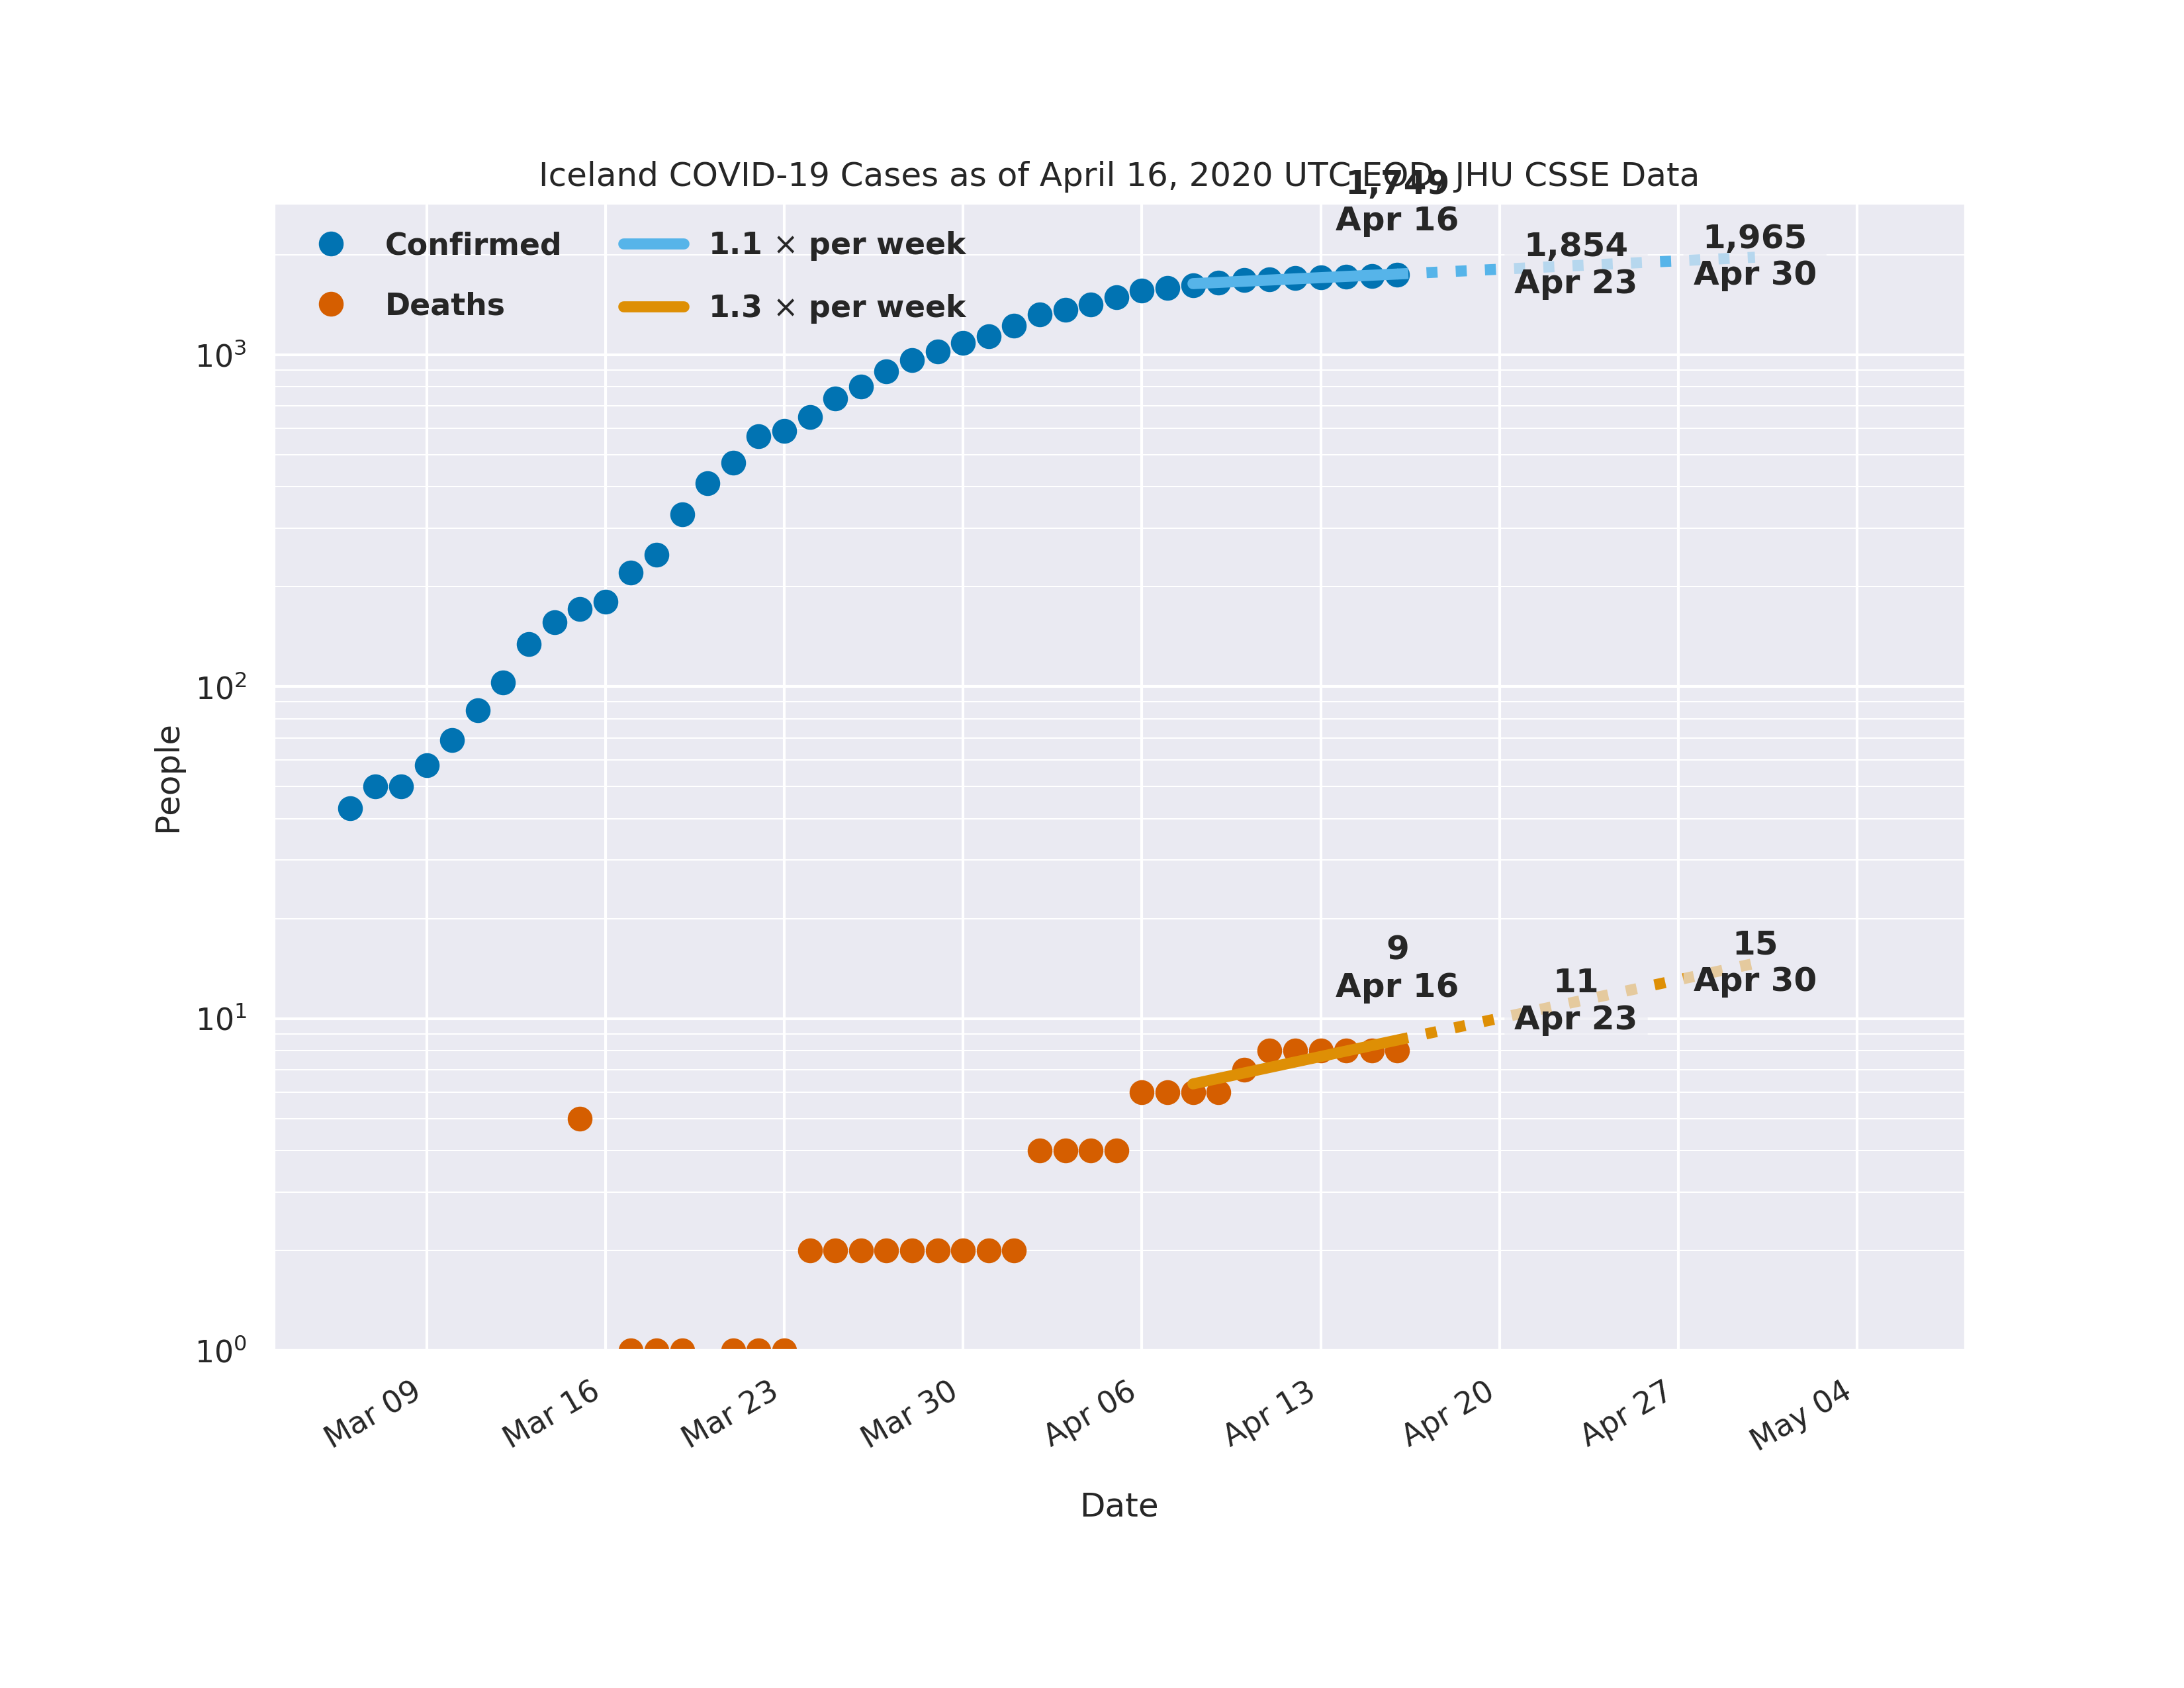 Iceland COVID-19 Cases as of April 16, 2020 UTC EOD, JHU CSSE Data
1,749
Apr 16
1,854
Apr 23
1,965
Apr 30
Confirmed
Deaths
1.1 × per week
1.3 × per week
10³
10²
10¹
10⁰
People
9
Apr 16
11
Apr 23
15
Apr 30
Mar 09
Mar 16
Mar 23
Mar 30
Apr 06
Apr 13
Apr 20
Apr 27
May 04
Date